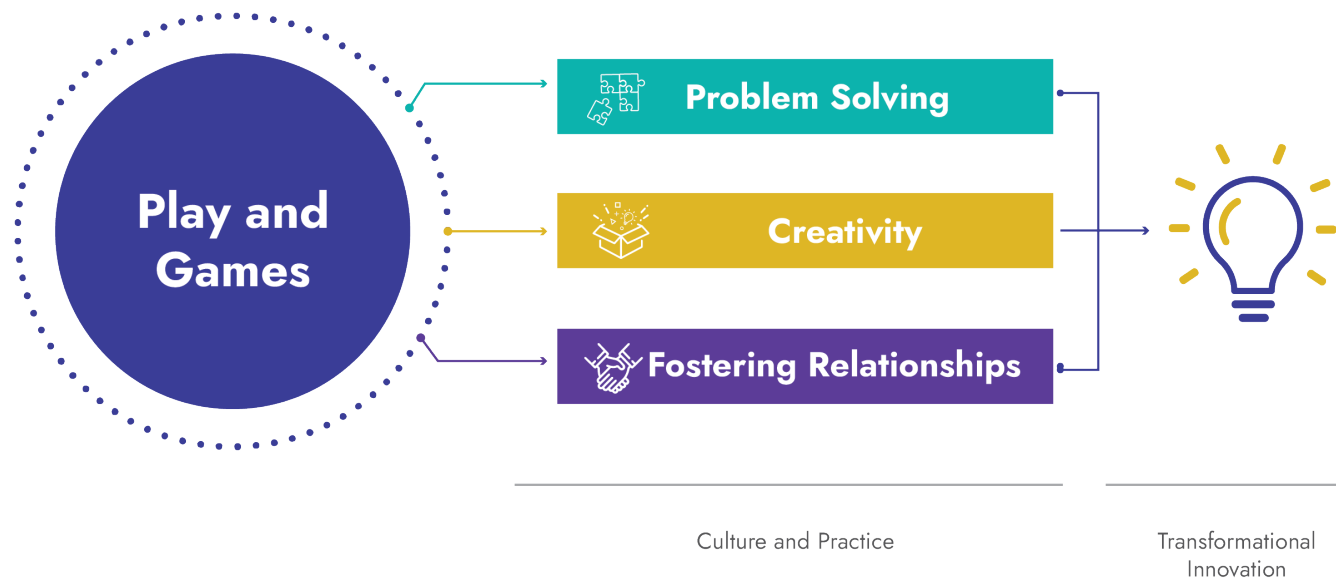 Play and
Games
Problem Solving
Creativity
Fostering Relationships
Culture and Practice
Transformational
Innovation